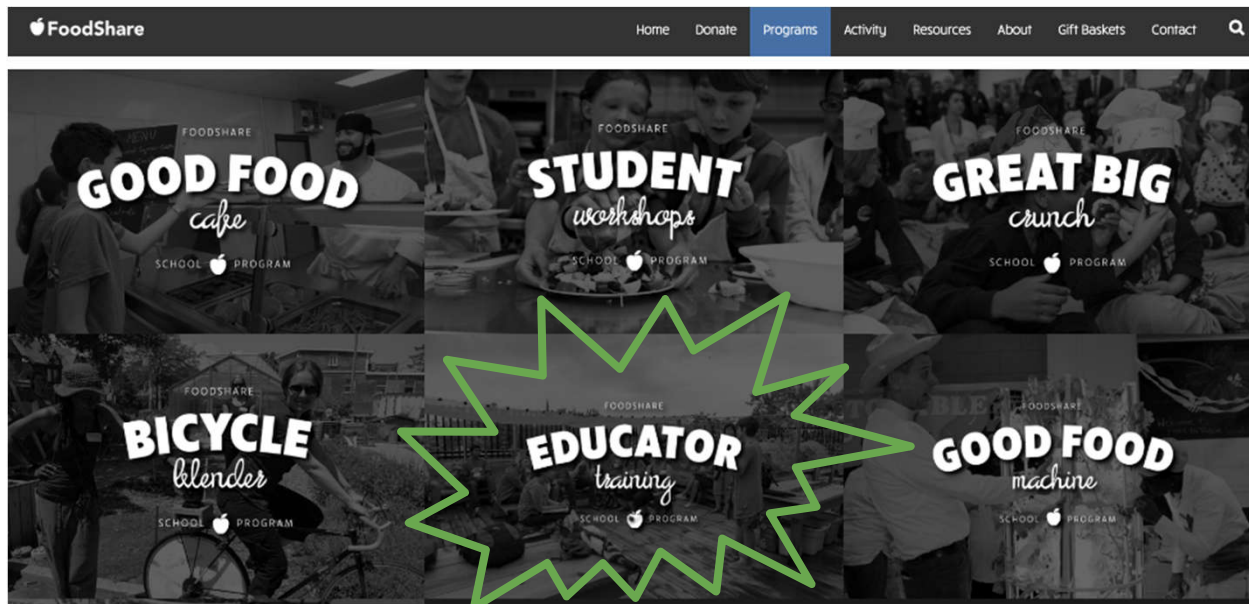 FoodShare
Home Donate Programs Activity Resources About Gift Baskets Contact
FOODSHARE
GOOD FOOD
cafe
SCHOOL PROGRAM
FOODSHARE
STUDENT
workshops
SCHOOL PROGRAM
FOODSHARE
GREAT BIG
crunch
SCHOOL PROGRAM
MENU
FOODSHARE
BICYCLE
blender
SCHOOL PROGRAM
FOODSHARE
EDUCATOR
training
SCHOOL PROGRAM
FOODSHARE
GOOD FOOD
machine
SCHOOL PROGRAM